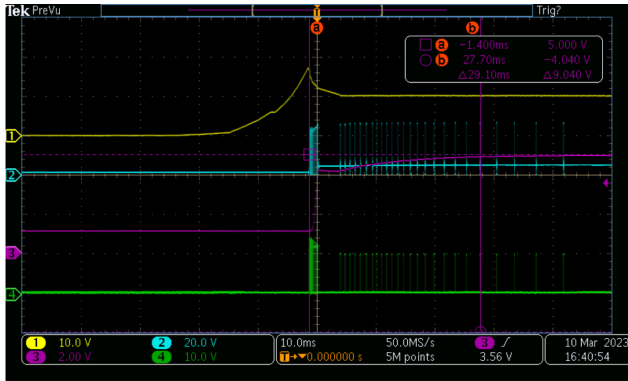 Tek PreVu Trig?
T
a b
a -1.400ms 5.000 V
b 27.70ms -4.040 V
Δ29.10ms Δ9.040 V
1
2
3
4
1 10.0 V 2 20.0 V 10.0ms 50.0MS/s 3 10 Mar 2023
3 2.00 V 4 10.0 V T→▼0.000000 s 5M points 3.56 V 16:40:54